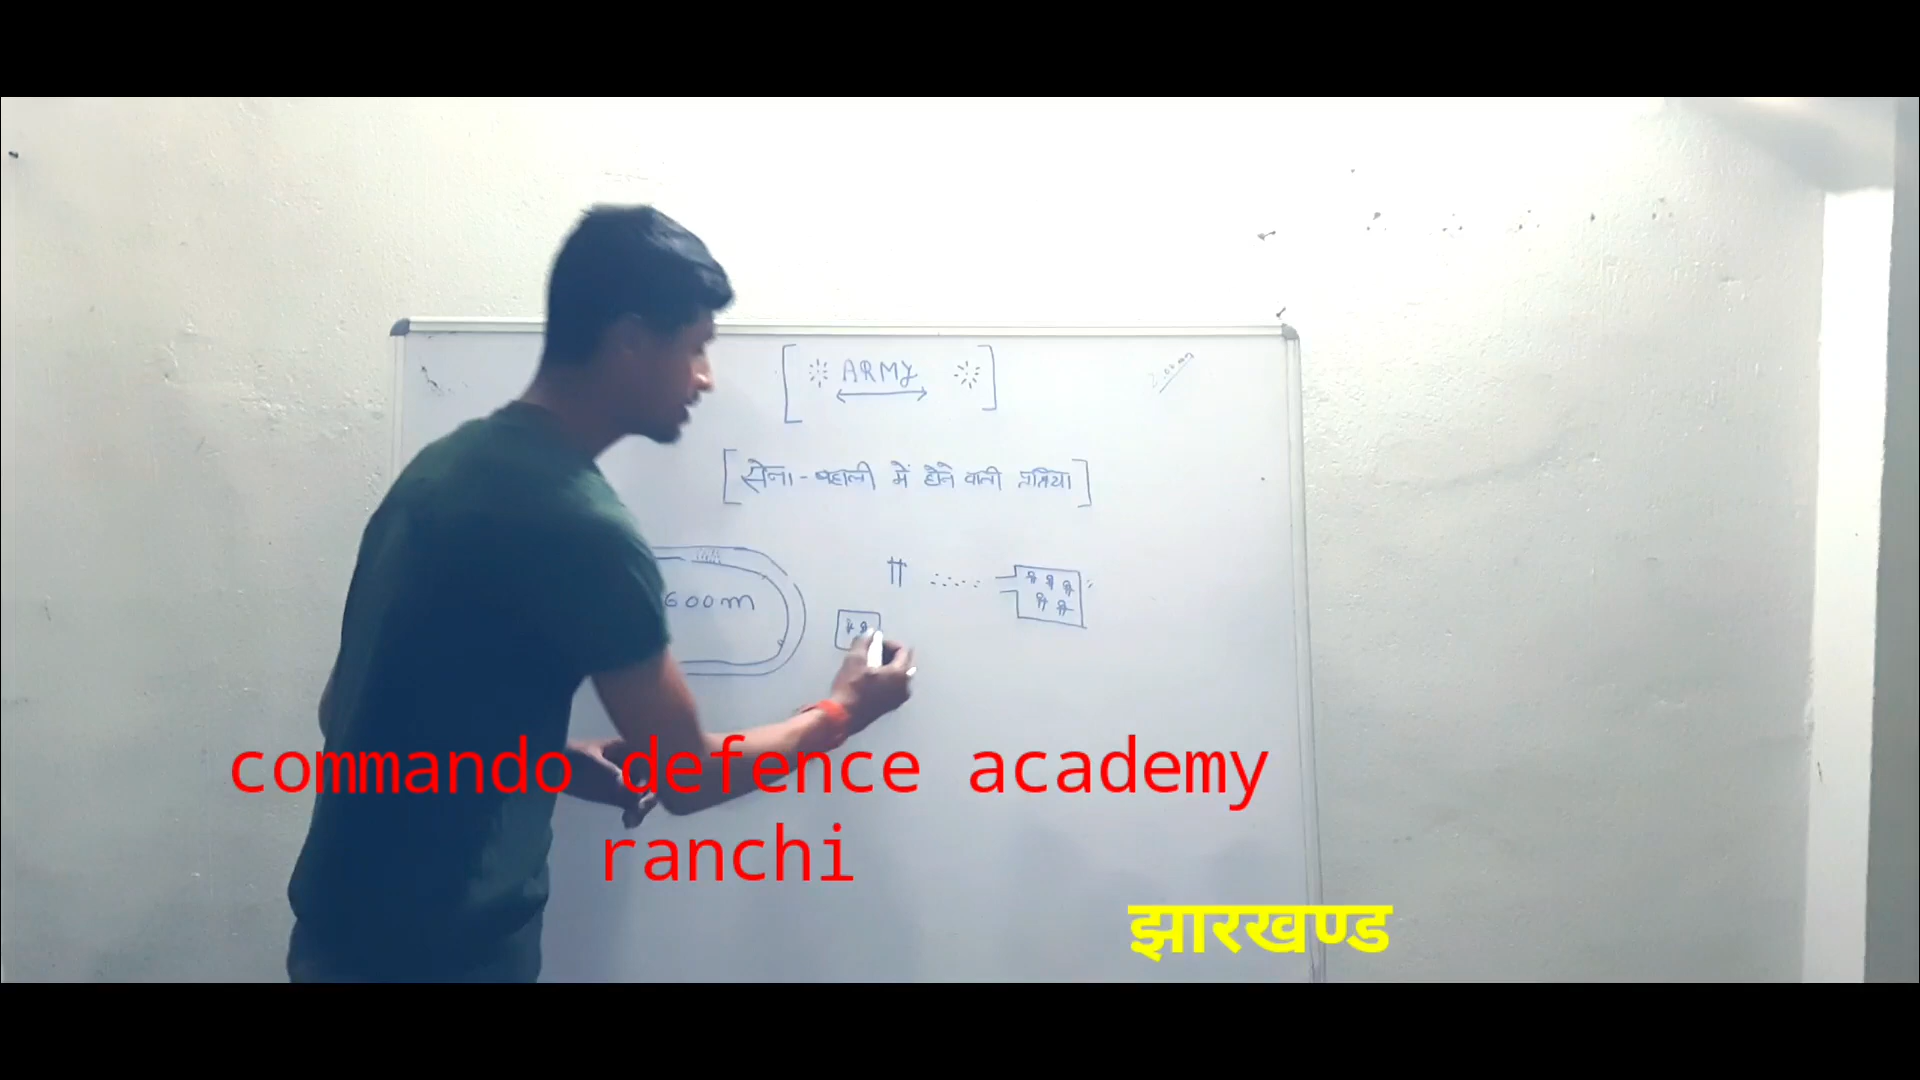 ARMY
[सेना - बहाली में होने वाली प्रक्रिया]
600m
commando defence academy
ranchi
झारखण्ड